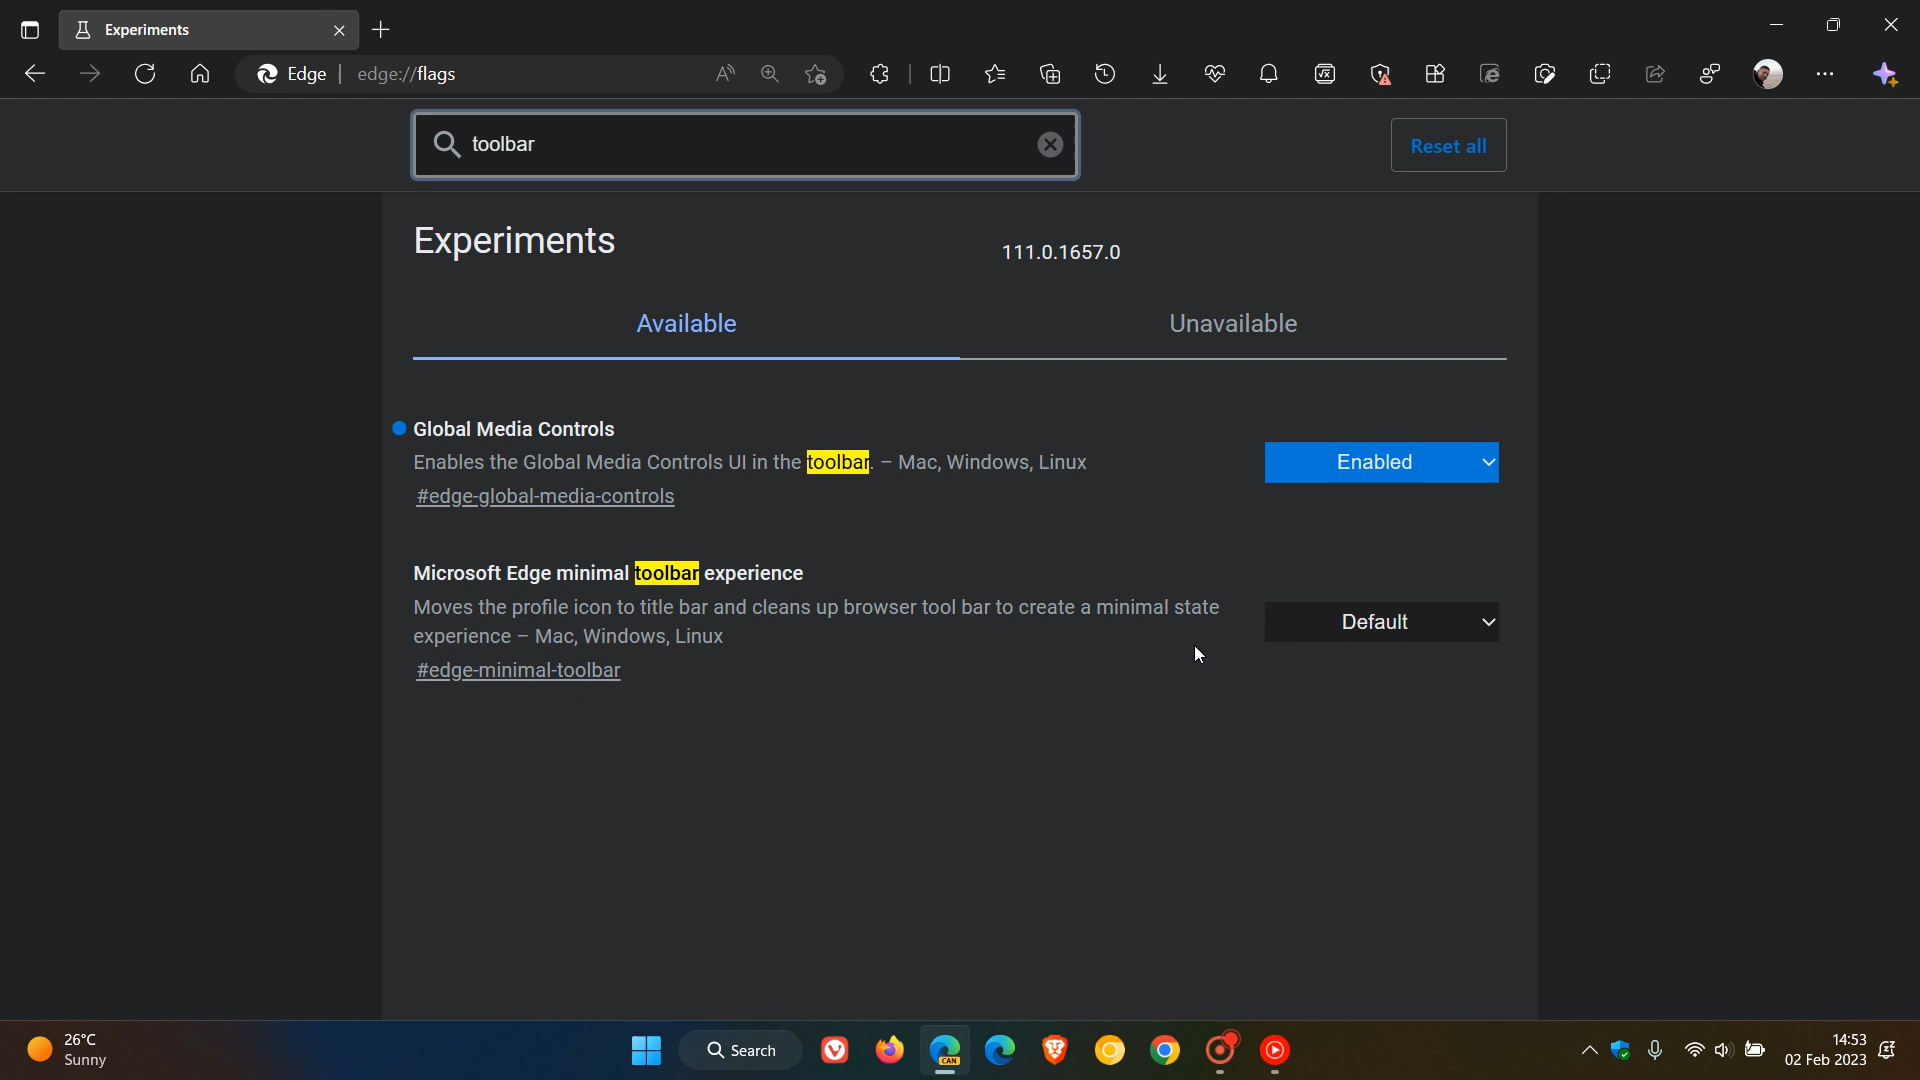 Experiments
Edge
edge://flags
toolbar
Reset all
Experiments
111.0.1657.0
Available
Unavailable
Global Media Controls
Enables the Global Media Controls UI in the toolbar. – Mac, Windows, Linux
Enabled
#edge-global-media-controls
Microsoft Edge minimal toolbar experience
Moves the profile icon to title bar and cleans up browser tool bar to create a minimal state
experience – Mac, Windows, Linux
Default
#edge-minimal-toolbar
26°C
Sunny
Search
CAN
14:53
02 Feb 2023